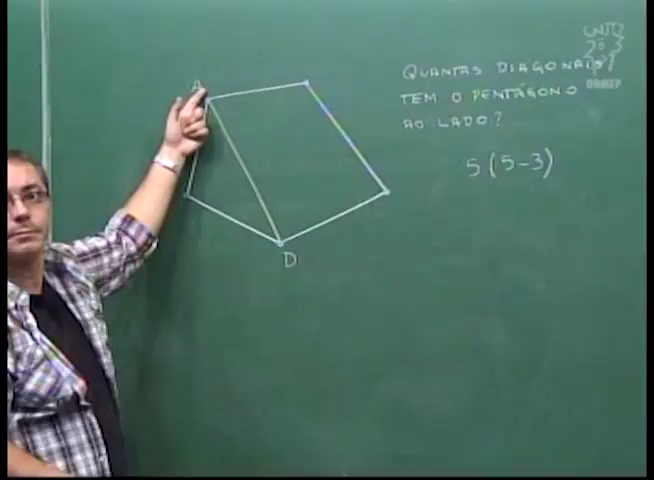 A
D
QUANTAS DIAGONAIS
TEM O PENTÁGONO
AO LADO?
5(5-3)